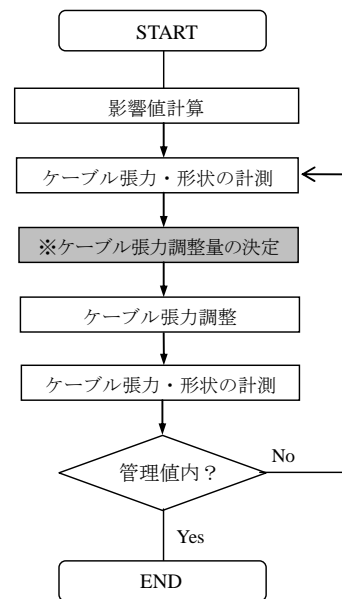 START
影響値計算
ケーブル張力・形状の計測
※ケーブル張力調整量の決定
ケーブル張力調整
ケーブル張力・形状の計測
管理値内？
No
Yes
END